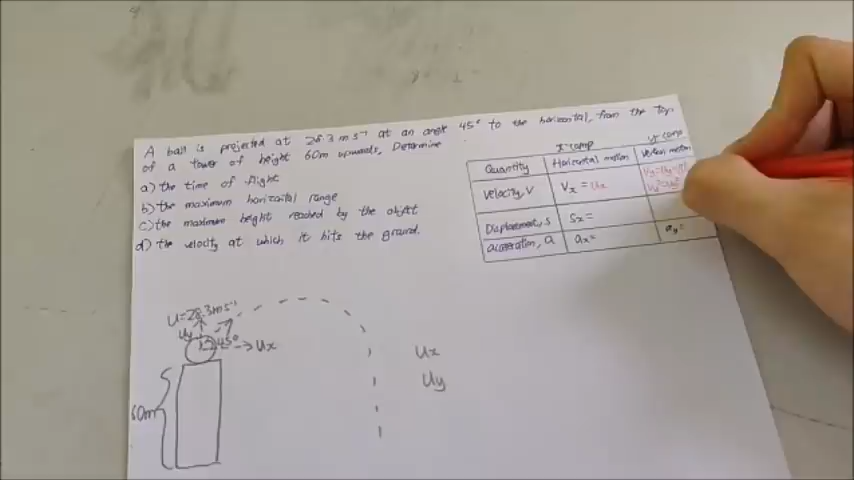 A ball is projected at 28.3 m s⁻¹ at an angle 45° to the horizontal, from the top
of a tower of height 60m upwards, Determine
a) the time of flight
b) the maximum horizontal range
c) the maximum height reached by the object
d) the velocity at which it hits the ground.
x-comp y-comp
Quantity Horizontal motion motion
Velocity, V Vx = Ux
Displacement, s Sx =
acceleration, a ax = ay =
U=28.3ms⁻¹
Uy
45° Ux
60m
Ux
Uy